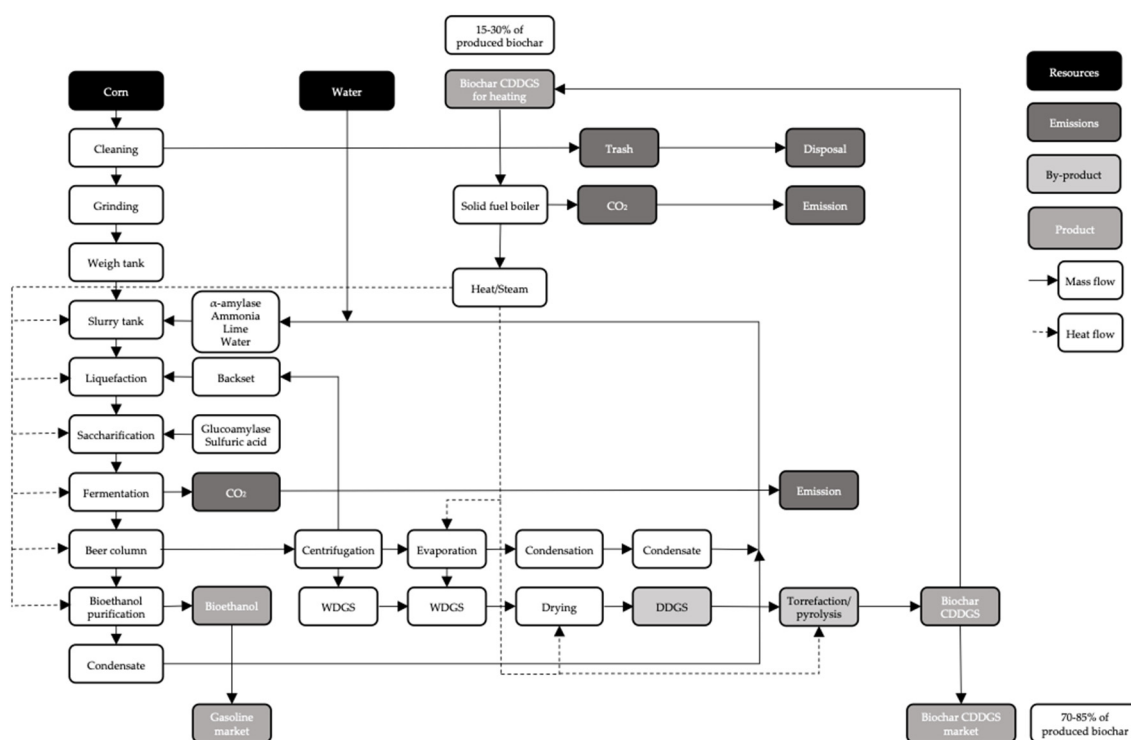 15-30% of
produced biochar
Corn
Water
Biochar CDDGS
for heating
Resources
Cleaning
Trash
Disposal
Emissions
Grinding
Solid fuel boiler
CO₂
Emission
By-product
Product
Weigh tank
Heat/Steam
Mass flow
Slurry tank
α-amylase
Ammonia
Lime
Water
Heat flow
Liquefaction
Backset
Saccharification
Glucoamylase
Sulfuric acid
Fermentation
CO₂
Emission
Beer column
Centrifugation
Evaporation
Condensation
Condensate
Bioethanol
purification
Bioethanol
WDGS
WDGS
Drying
DDGS
Torrefaction/
pyrolysis
Biochar
CDDGS
Condensate
Gasoline
market
Biochar CDDGS
market
70-85% of
produced biochar